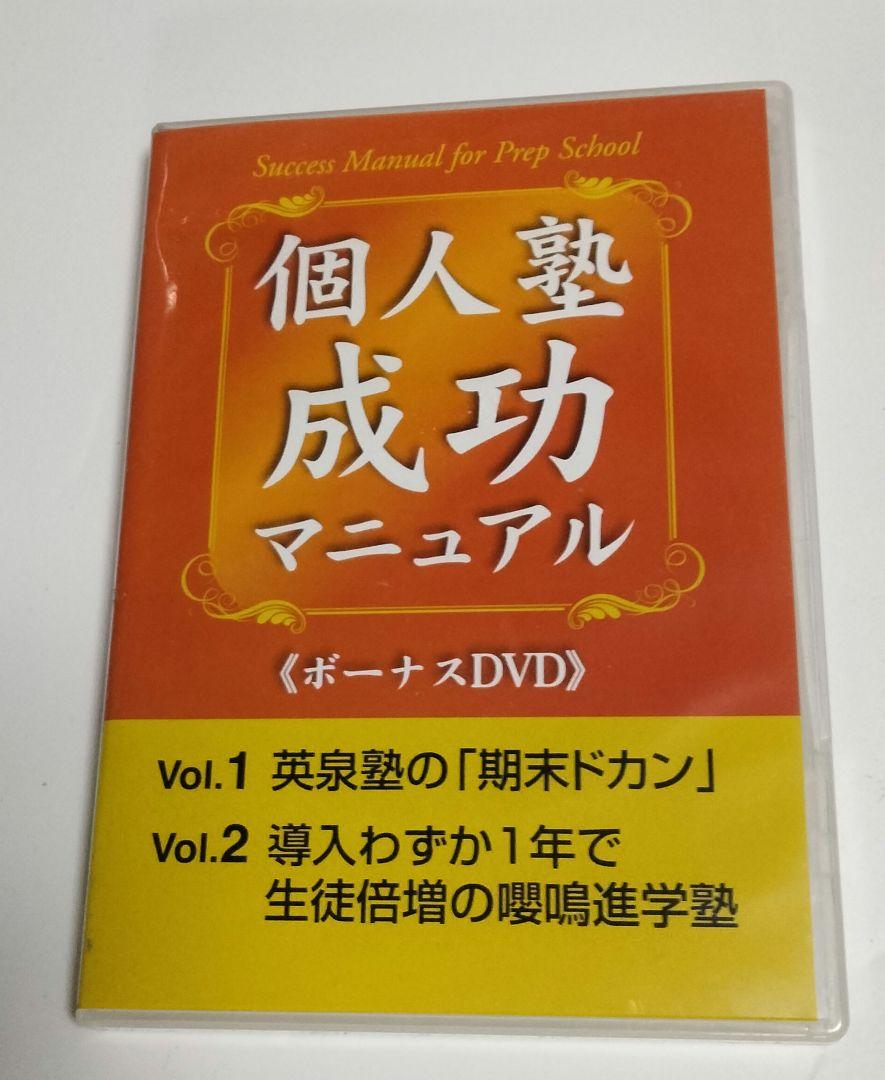 Success Manual for Prep School
個人塾
成功
マニュアル
《ボーナスDVD》
Vol.1 英泉塾の「期末ドカン」
Vol.2 導入わずか1年で
生徒倍増の嚶鳴進学塾